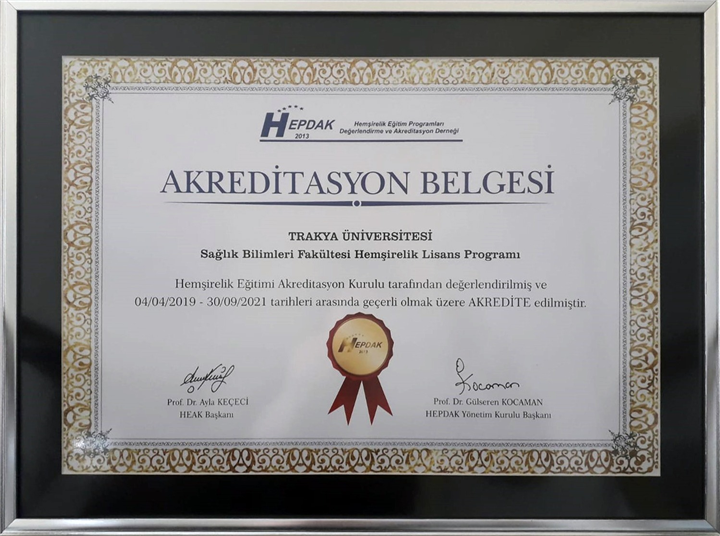 HEPDAK
2013
Hemşirelik Eğitim Programları
Değerlendirme ve Akreditasyon Derneği
AKREDİTASYON BELGESİ
TRAKYA ÜNİVERSİTESİ
Sağlık Bilimleri Fakültesi Hemşirelik Lisans Programı
Hemşirelik Eğitimi Akreditasyon Kurulu tarafından değerlendirilmiş ve
04/04/2019 - 30/09/2021 tarihleri arasında geçerli olmak üzere AKREDİTE edilmiştir.
HEPDAK
2013
Kocaman
Prof. Dr. Ayla KEÇECİ
HEAK Başkanı
Prof. Dr. Gülseren KOCAMAN
HEPDAK Yönetim Kurulu Başkanı